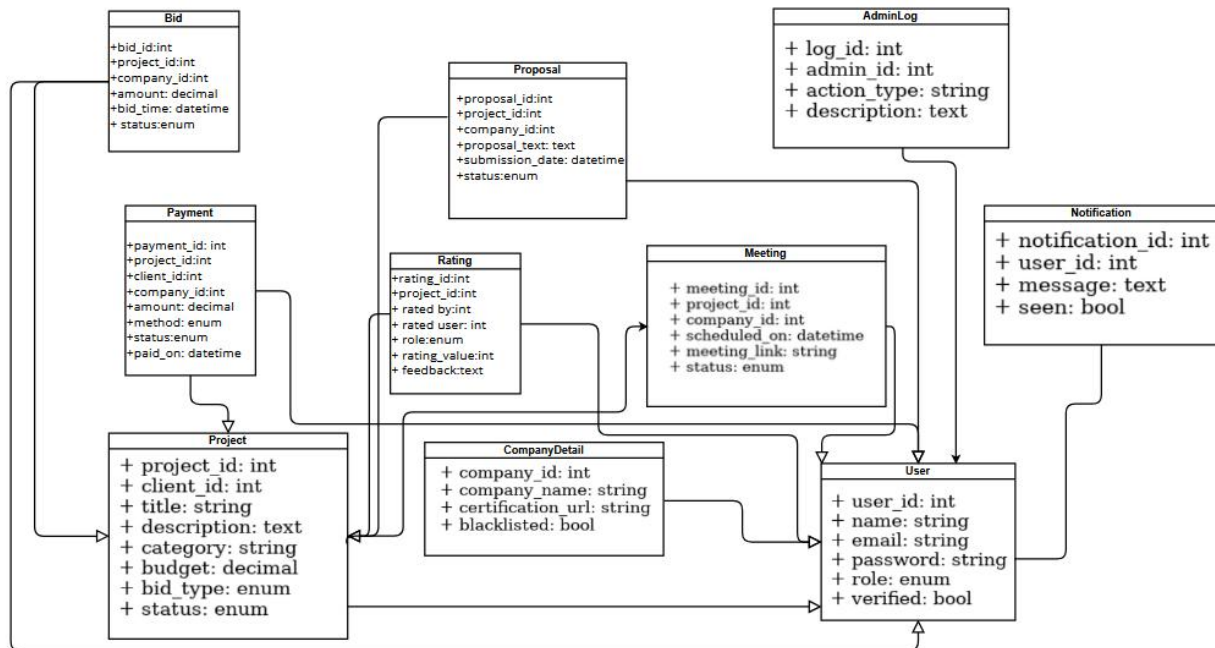 Bid
+bid_id:int
+project_id:int
+company_id:int
+amount: decimal
+bid_time: datetime
+ status:enum
Proposal
+proposal_id:int
+project_id:int
+company_id:int
+proposal_text: text
+submission_date: datetime
+status:enum
AdminLog
+ log_id: int
+ admin_id: int
+ action_type: string
+ description: text
Payment
+payment_id: int
+project_id:int
+client_id:int
+company_id:int
+amount: decimal
+method: enum
+status:enum
+paid_on: datetime
Rating
+rating_id:int
+project_id:int
+ rated by:int
+ rated user: int
+ role:enum
+ rating_value:int
+ feedback:text
Meeting
+ meeting_id: int
+ project_id: int
+ company_id: int
+ scheduled_on: datetime
+ meeting_link: string
+ status: enum
Notification
+ notification_id: int
+ user_id: int
+ message: text
+ seen: bool
Project
+ project_id: int
+ client_id: int
+ title: string
+ description: text
+ category: string
+ budget: decimal
+ bid_type: enum
+ status: enum
CompanyDetail
+ company_id: int
+ company_name: string
+ certification_url: string
+ blacklisted: bool
User
+ user_id: int
+ name: string
+ email: string
+ password: string
+ role: enum
+ verified: bool